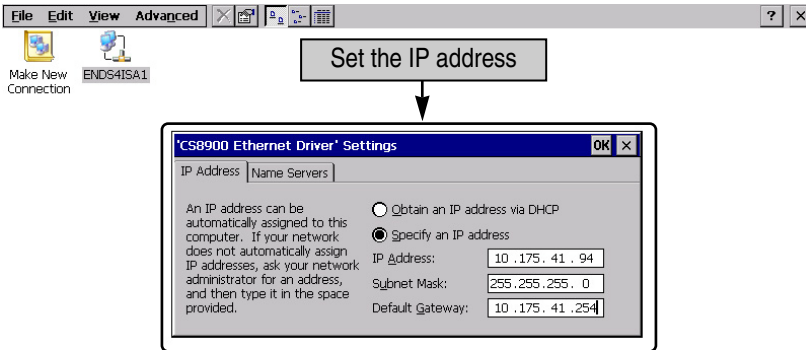 File Edit View Advanced ? ×
Make New
Connection
ENDS4ISA1
Set the IP address
'CS8900 Ethernet Driver' Settings OK ×
IP Address Name Servers
An IP address can be
automatically assigned to this
computer. If your network
does not automatically assign
IP addresses, ask your network
administrator for an address,
and then type it in the space
provided.
Obtain an IP address via DHCP
Specify an IP address
IP Address: 10 .175. 41 . 94
Subnet Mask: 255.255.255. 0
Default Gateway: 10 .175. 41 .254